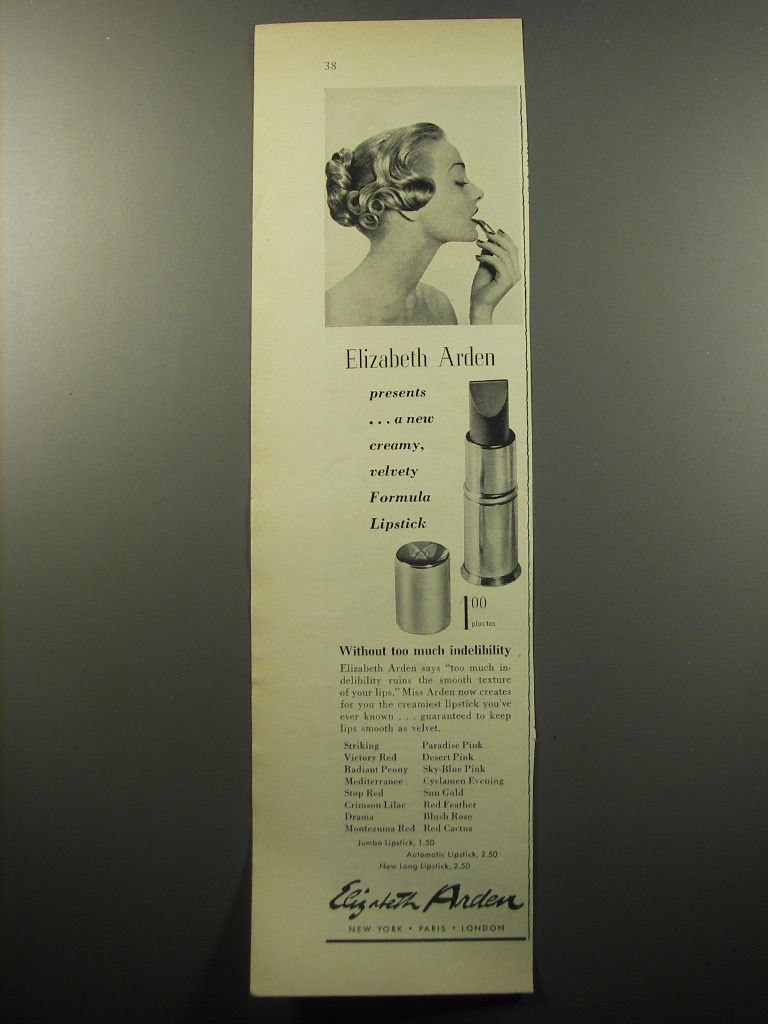 38
Elizabeth Arden
presents
... a new
creamy,
velvety
Formula
Lipstick
1 00
plus tax
Without too much indelibility
Elizabeth Arden says "too much in-
delibility ruins the smooth texture
of your lips." Miss Arden now creates
for you the creamiest lipstick you've
ever known . . . guaranteed to keep
lips smooth as velvet.
Striking Paradise Pink
Victory Red Desert Pink
Radiant Peony Sky-Blue Pink
Mediterranee Cyclamen Evening
Stop Red Sun Gold
Crimson Lilac Red Feather
Drama Blush Rose
Montezuma Red Red Cactus
Jumbo Lipstick, 1.50
Automatic Lipstick, 2.50
New Long Lipstick, 2.50
Elizabeth Arden
NEW YORK • PARIS • LONDON